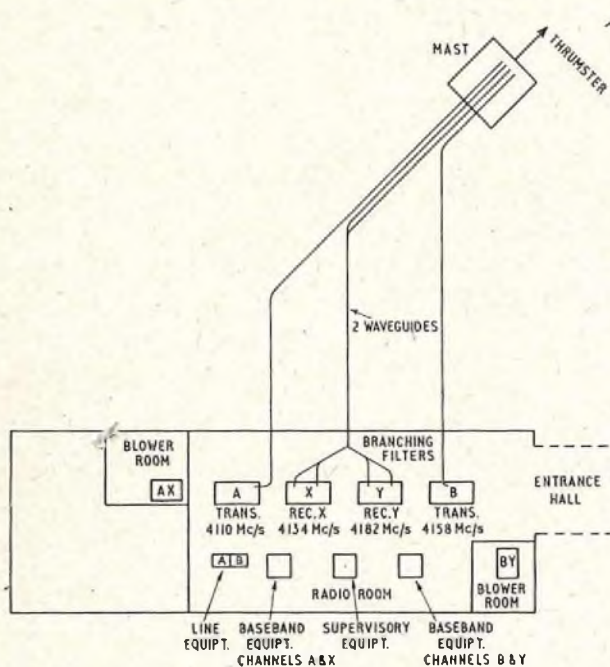 MAST
THRUMSTER
2 WAVEGUIDES
BLOWER
ROOM
AX
BRANCHING
FILTERS
A
X
Y
B
TRANS.
4110 Mc/s
REC.X
4134 Mc/s
REC.Y
4182 Mc/s
TRANS.
4158 Mc/s
ENTRANCE
HALL
A B
RADIO ROOM
BY
BLOWER
ROOM
LINE
EQUIPT.
BASEBAND
EQUIPT.
CHANNELS A&X
SUPERVISORY
EQUIPT.
BASEBAND
EQUIPT.
CHANNELS B&Y